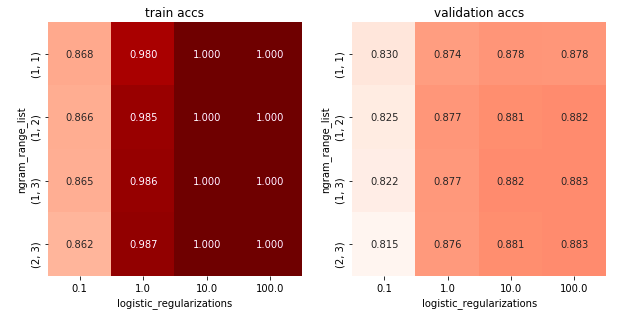 train accs
ngram_range_list
(1, 1)
0.868 0.980 1.000 1.000
(1, 2)
0.866 0.985 1.000 1.000
(1, 3)
0.865 0.986 1.000 1.000
(2, 3)
0.862 0.987 1.000 1.000
0.1 1.0 10.0 100.0
logistic_regularizations
validation accs
ngram_range_list
(1, 1)
0.830 0.874 0.878 0.878
(1, 2)
0.825 0.877 0.881 0.882
(1, 3)
0.822 0.877 0.882 0.883
(2, 3)
0.815 0.876 0.881 0.883
0.1 1.0 10.0 100.0
logistic_regularizations